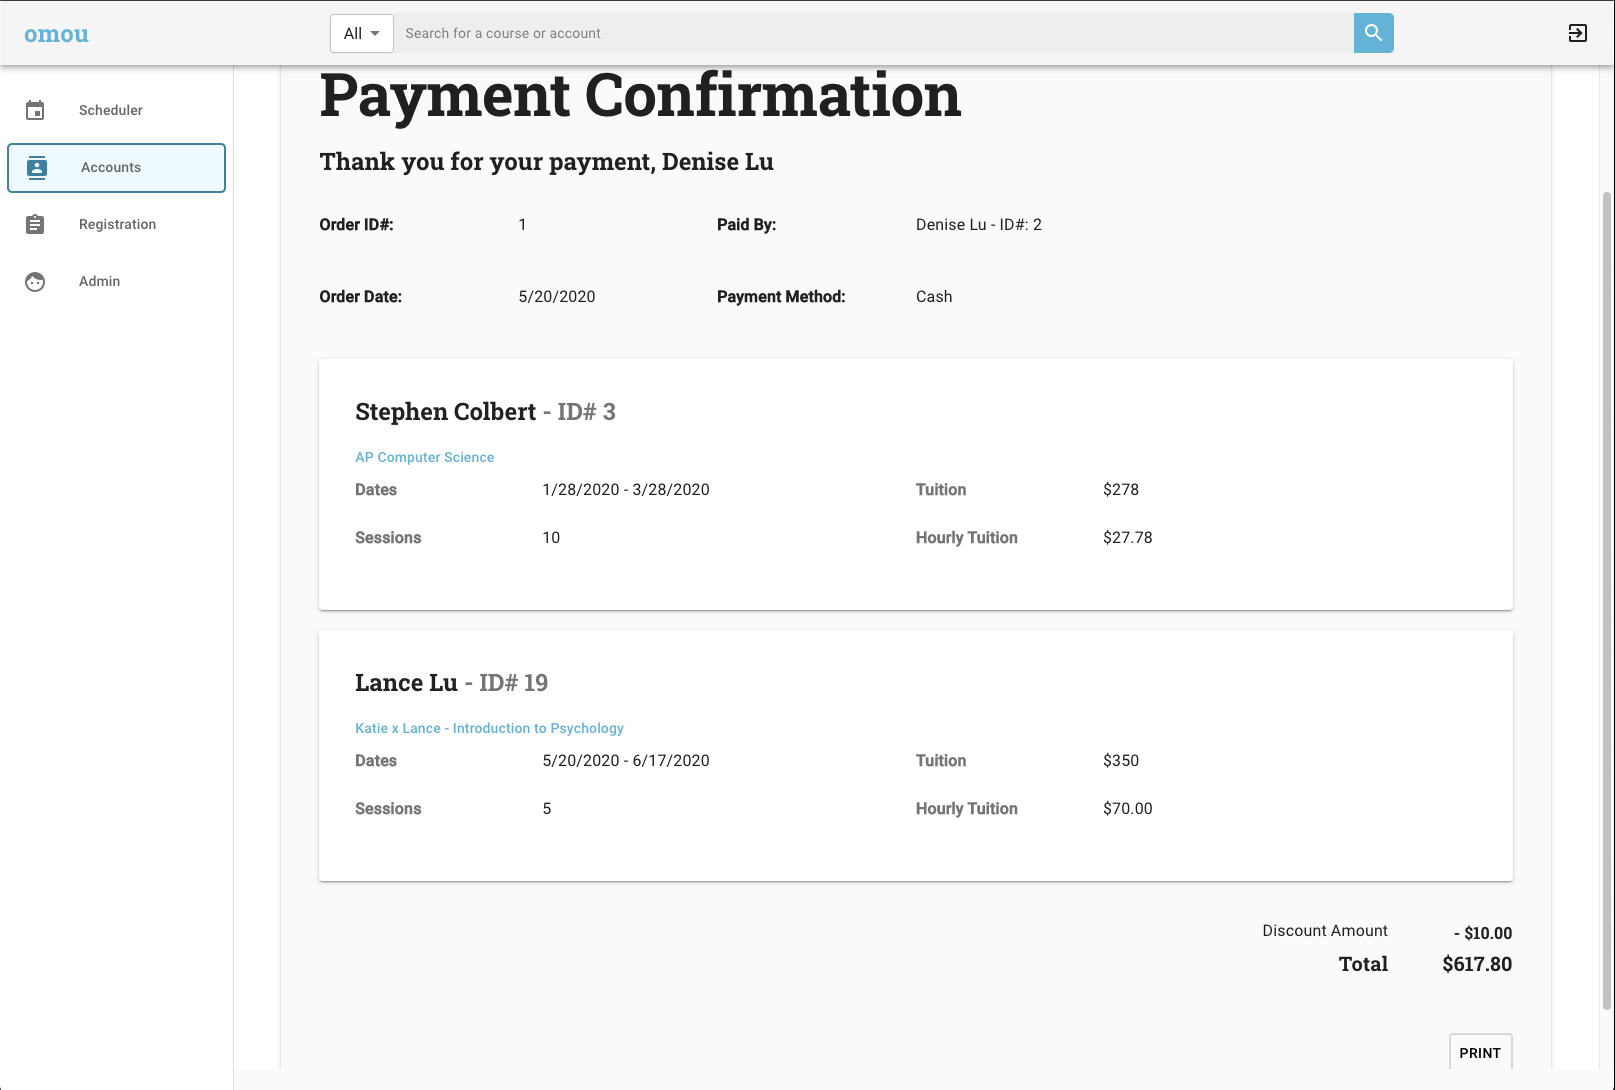 omou
All
Search for a course or account
Scheduler
Accounts
Registration
Admin
Payment Confirmation
Thank you for your payment, Denise Lu
Order ID#: 1 Paid By: Denise Lu - ID#: 2
Order Date: 5/20/2020 Payment Method: Cash
Stephen Colbert - ID# 3
AP Computer Science
Dates 1/28/2020 - 3/28/2020 Tuition $278
Sessions 10 Hourly Tuition $27.78
Lance Lu - ID# 19
Katie x Lance - Introduction to Psychology
Dates 5/20/2020 - 6/17/2020 Tuition $350
Sessions 5 Hourly Tuition $70.00
Discount Amount - $10.00
Total $617.80
PRINT